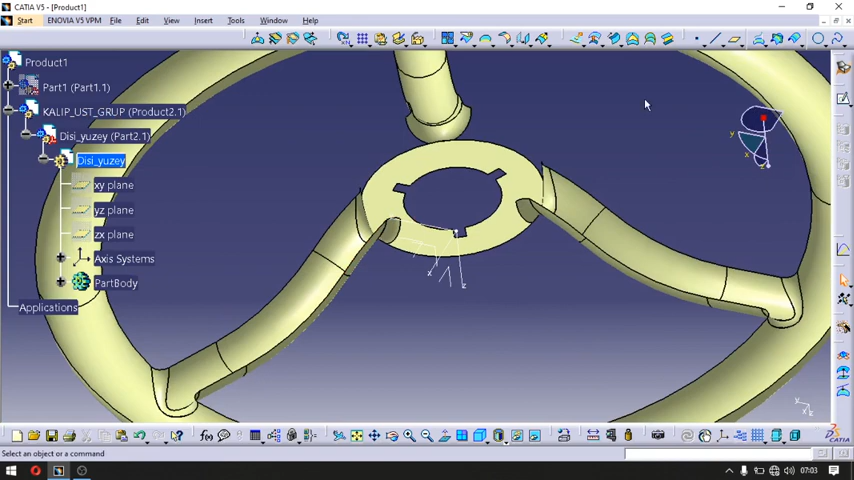 CATIA V5 - [Product1]
Start ENOVIA V5 VPM File Edit View Insert Tools Window Help
Product1
Part1 (Part1.1)
KALIP_UST_GRUP (Product2.1)
Disi_yuzey (Part2.1)
Disi_yuzey
xy plane
yz plane
zx plane
Axis Systems
PartBody
Applications
Select an object or a command
07:03